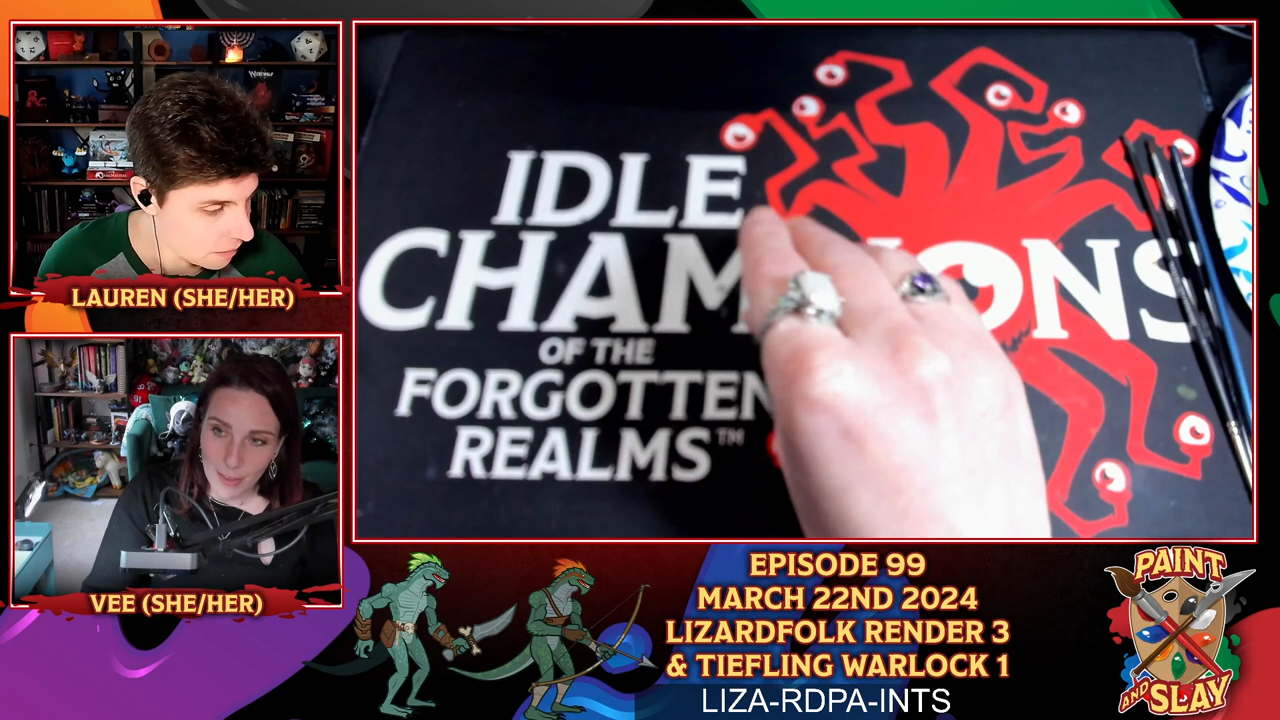 LAUREN (SHE/HER)
VEE (SHE/HER)
IDLE
CHAM IONS
OF THE
FORGOTTEN
REALMS™
EPISODE 99
MARCH 22ND 2024
LIZARDFOLK RENDER 3
& TIEFLING WARLOCK 1
LIZA-RDPA-INTS
PAINT
AND SLAY